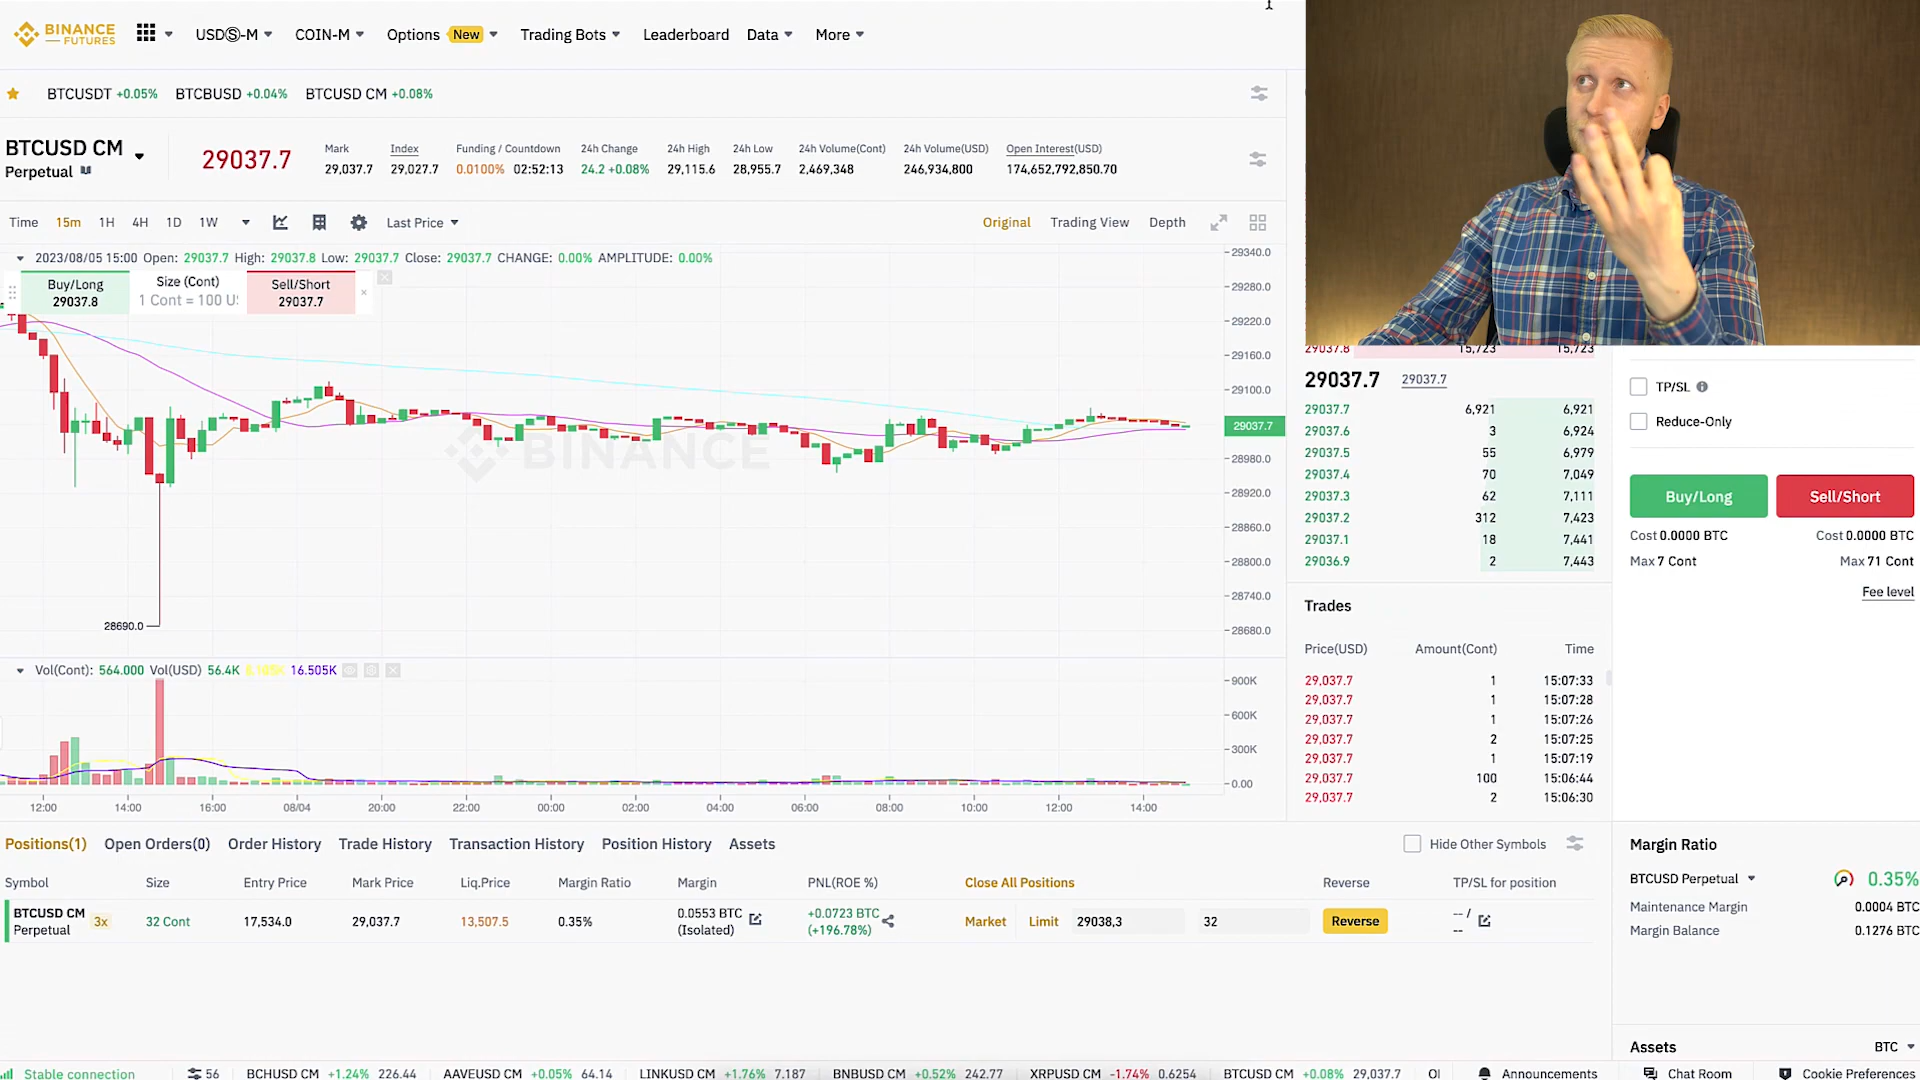 BINANCE
FUTURES
USDⓈ-M
COIN-M
Options New
Trading Bots
Leaderboard
Data
More
BTCUSDT +0.05% BTCBUSD +0.04% BTCUSD CM +0.08%
BTCUSD CM
Perpetual
29037.7
Mark Index Funding / Countdown 24h Change 24h High 24h Low 24h Volume(Cont) 24h Volume(USD) Open Interest(USD)
29,037.7 29,027.7 0.0100% 02:52:13 24.2 +0.08% 29,115.6 28,955.7 2,469,348 246,934,800 174,652,792,850.70
Time 15m 1H 4H 1D 1W Last Price Original Trading View Depth
2023/08/05 15:00 Open: 29037.7 High: 29037.8 Low: 29037.7 Close: 29037.7 CHANGE: 0.00% AMPLITUDE: 0.00%
Buy/Long Size (Cont) Sell/Short
29037.8 1 Cont = 100 US 29037.7
29340.0
29280.0
29220.0
29160.0
29100.0
29037.7
28980.0
28920.0
28860.0
28800.0
28740.0
28680.0
BINANCE
28690.0
Vol(Cont): 564.000 Vol(USD) 56.4K 16.505K
900K
600K
300K
0.00
12:00 14:00 16:00 08/04 20:00 22:00 00:00 02:00 04:00 06:00 08:00 10:00 12:00 14:00
29037.8 15,723 15,723
29037.7 29037.7
29037.7 6,921 6,921
29037.6 3 6,924
29037.5 55 6,979
29037.4 70 7,049
29037.3 62 7,111
29037.2 312 7,423
29037.1 18 7,441
29036.9 2 7,443
Trades
Price(USD) Amount(Cont) Time
29,037.7 1 15:07:33
29,037.7 1 15:07:28
29,037.7 1 15:07:26
29,037.7 2 15:07:25
29,037.7 1 15:07:19
29,037.7 100 15:06:44
29,037.7 2 15:06:30
TP/SL
Reduce-Only
Buy/Long Sell/Short
Cost 0.0000 BTC Cost 0.0000 BTC
Max 7 Cont Max 71 Cont
Fee level
Positions(1) Open Orders(0) Order History Trade History Transaction History Position History Assets Hide Other Symbols
Symbol Size Entry Price Mark Price Liq.Price Margin Ratio Margin PNL(ROE %) Close All Positions Reverse TP/SL for position
BTCUSD CM 3x 32 Cont 17,534.0 29,037.7 13,507.5 0.35% 0.0553 BTC +0.0723 BTC Market Limit 29038,3 32 Reverse -- /
Perpetual (Isolated) (+196.78%) --
Margin Ratio
BTCUSD Perpetual 0.35%
Maintenance Margin 0.0004 BTC
Margin Balance 0.1276 BTC
Assets BTC
Stable connection 56 BCHUSD CM +1.24% 226.44 AAVEUSD CM +0.05% 64.14 LINKUSD CM +1.76% 7.187 BNBUSD CM +0.52% 242.77 XRPUSD CM -1.74% 0.6254 BTCUSD CM +0.08% 29,037.7 Announcements Chat Room Cookie Preferences